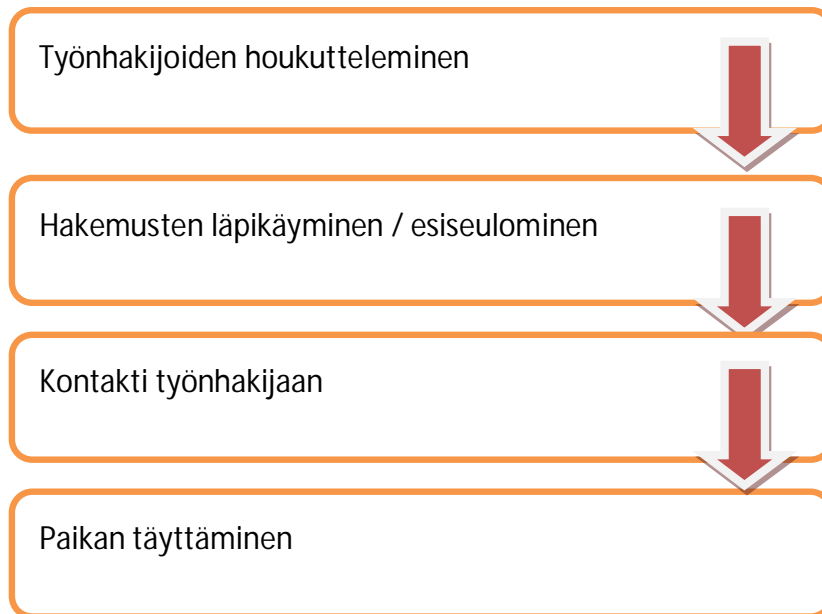 Työnhakijoiden houkutteleminen
Hakemusten läpikäyminen / esiseulominen
Kontakti työnhakijaan
Paikan täyttäminen